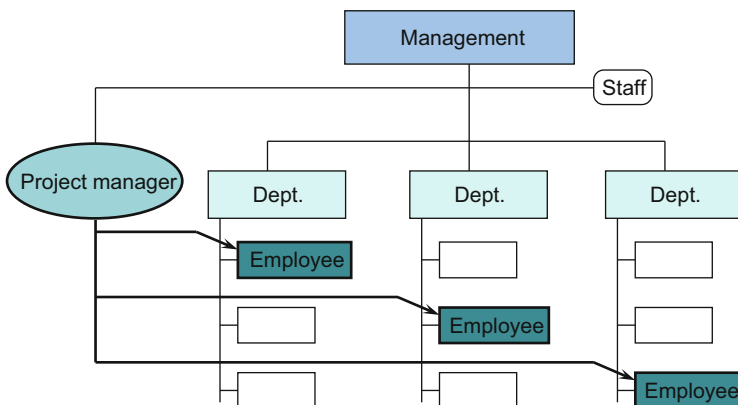 Management
Staff
Project manager
Dept.
Dept.
Dept.
Employee
Employee
Employee